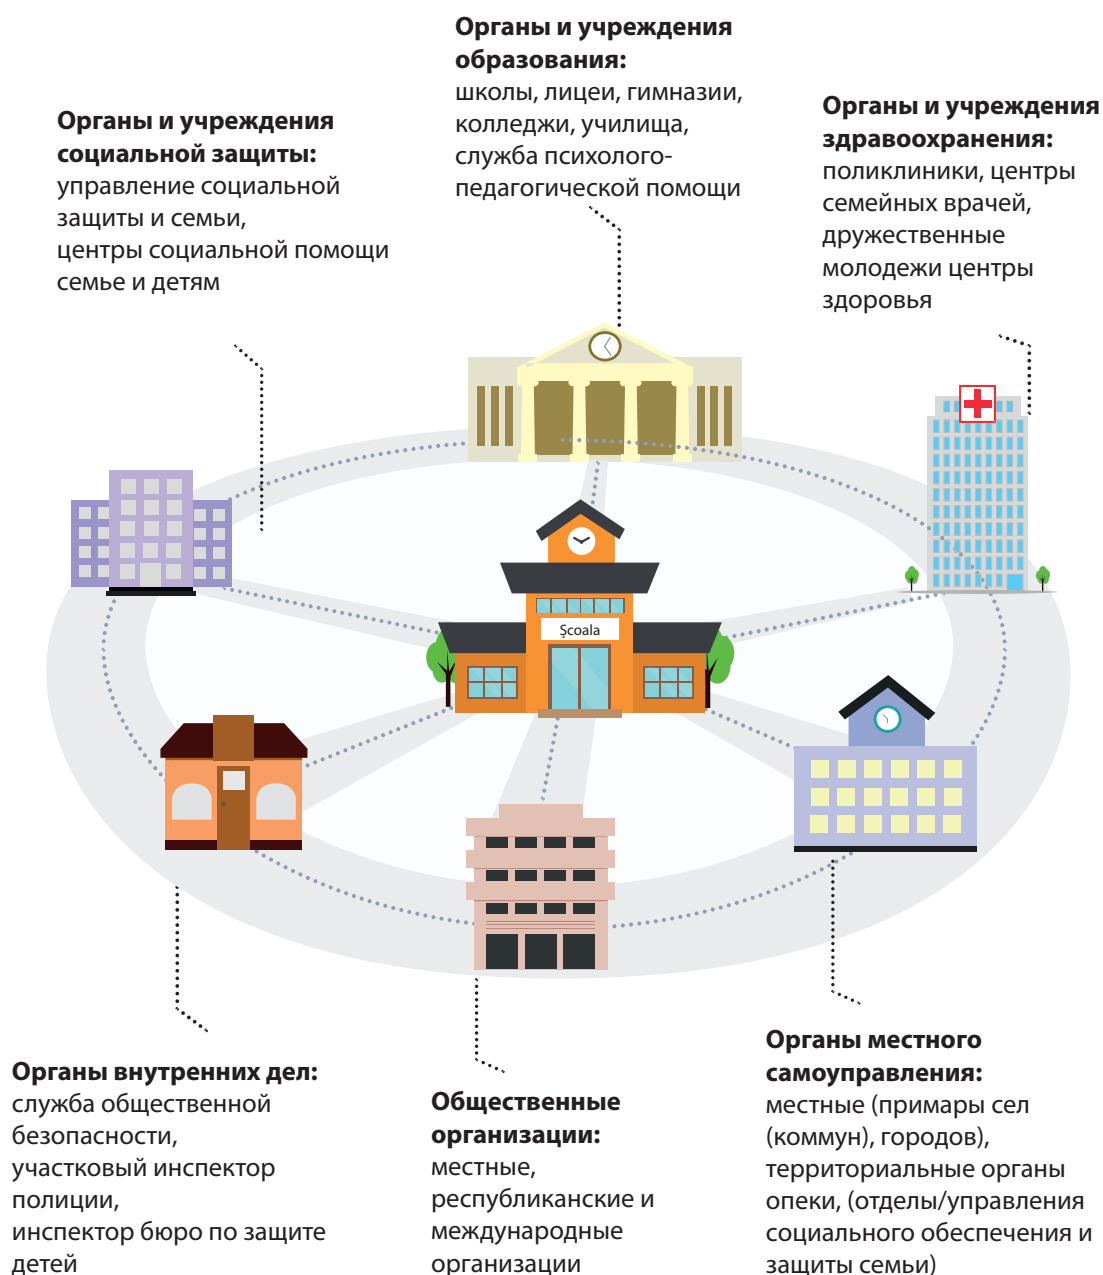 Органы и учреждения
образования:
школы, лицеи, гимназии,
колледжи, училища,
служба психолого-
педагогической помощи
Органы и учреждения
социальной защиты:
управление социальной
защиты и семьи,
центры социальной помощи
семье и детям
Органы и учреждения
здравоохранения:
поликлиники, центры
семейных врачей,
дружественные
молодежи центры
здоровья
Şcoala
Органы внутренних дел:
служба общественной
безопасности,
участковый инспектор
полиции,
инспектор бюро по защите
детей
Общественные
организации:
местные,
республиканские и
международные
организации
Органы местного
самоуправления:
местные (примары сел
(коммун), городов),
территориальные органы
опеки, (отделы/управления
социального обеспечения и
защиты семьи)